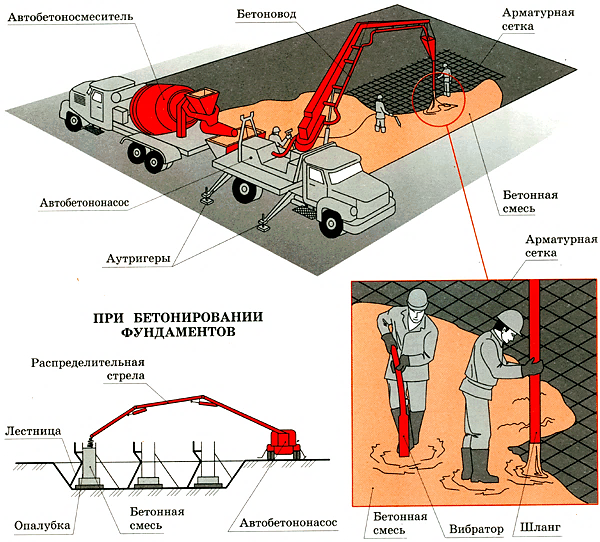 Автобетоносмеситель
Бетоновод
Арматурная
сетка
Автобетононасос
Аутригеры
Бетонная
смесь
Арматурная
сетка
ПРИ БЕТОНИРОВАНИИ
ФУНДАМЕНТОВ
Распределительная
стрела
Лестница
Опалубка
Бетонная
смесь
Автобетононасос
Бетонная
смесь
Вибратор
Шланг